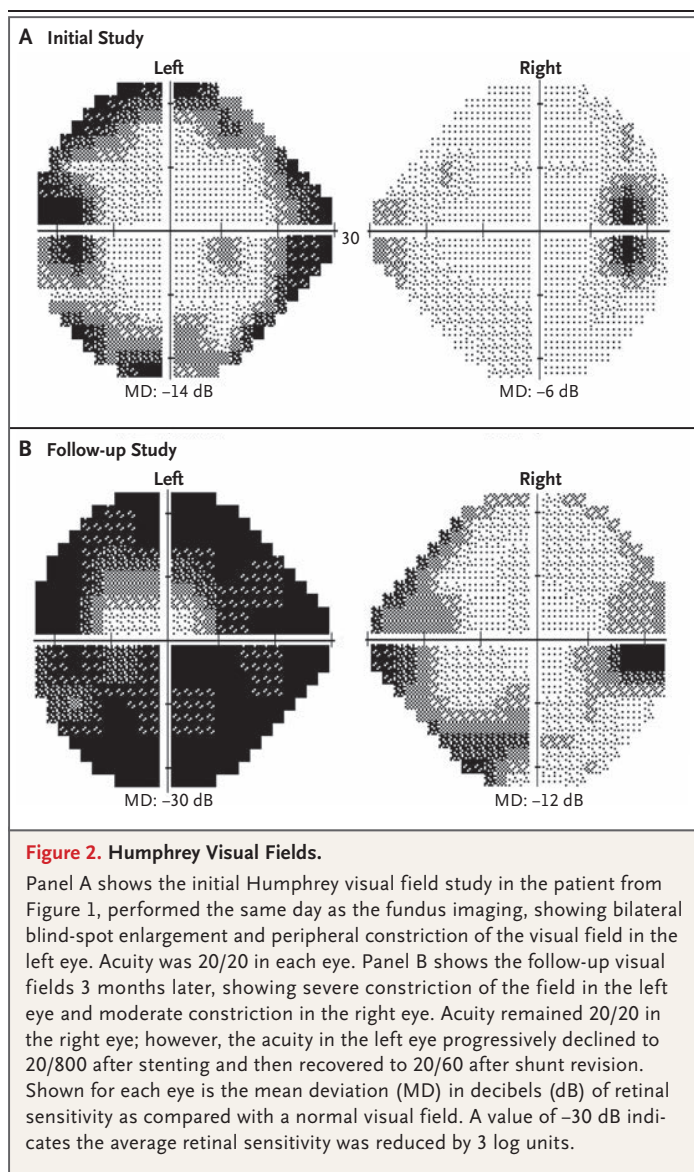 A Initial Study
Left Right
30
MD: –14 dB MD: –6 dB
B Follow-up Study
Left Right
MD: –30 dB MD: –12 dB
Figure 2. Humphrey Visual Fields.
Panel A shows the initial Humphrey visual field study in the patient from
Figure 1, performed the same day as the fundus imaging, showing bilateral
blind-spot enlargement and peripheral constriction of the visual field in the
left eye. Acuity was 20/20 in each eye. Panel B shows the follow-up visual
fields 3 months later, showing severe constriction of the field in the left
eye and moderate constriction in the right eye. Acuity remained 20/20 in
the right eye; however, the acuity in the left eye progressively declined to
20/800 after stenting and then recovered to 20/60 after shunt revision.
Shown for each eye is the mean deviation (MD) in decibels (dB) of retinal
sensitivity as compared with a normal visual field. A value of –30 dB indi-
cates the average retinal sensitivity was reduced by 3 log units.